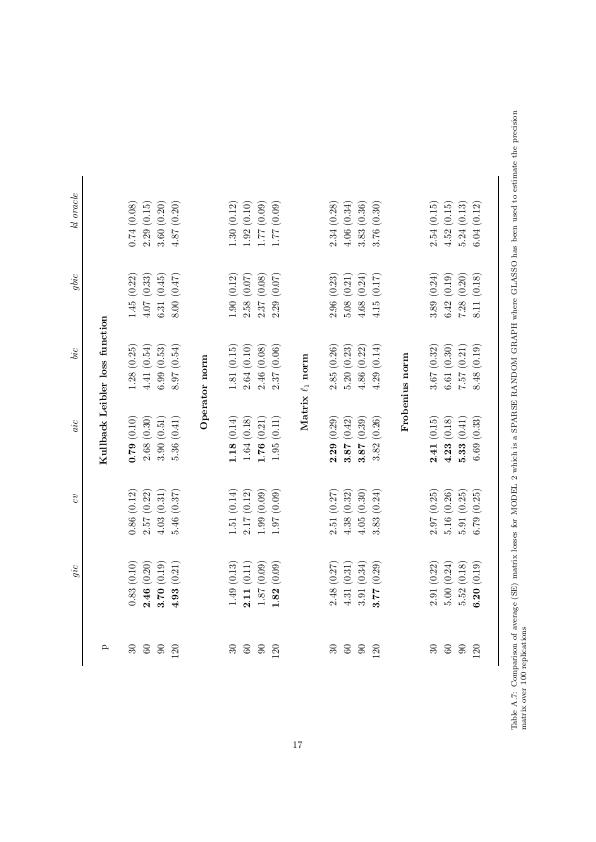 gic cv aic bic gbic kl oracle
p Kullback Leibler loss function
30 0.83 (0.10) 0.86 (0.12) 0.79 (0.10) 1.28 (0.25) 1.45 (0.22) 0.74 (0.08)
60 2.46 (0.20) 2.57 (0.22) 2.68 (0.30) 4.41 (0.54) 4.07 (0.33) 2.29 (0.15)
90 3.70 (0.19) 4.03 (0.31) 3.90 (0.51) 6.99 (0.53) 6.31 (0.45) 3.60 (0.20)
120 4.93 (0.21) 5.46 (0.37) 5.36 (0.41) 8.97 (0.54) 8.00 (0.47) 4.87 (0.20)
Operator norm
30 1.49 (0.13) 1.51 (0.14) 1.18 (0.14) 1.81 (0.15) 1.90 (0.12) 1.30 (0.12)
60 2.11 (0.11) 2.17 (0.12) 1.64 (0.18) 2.64 (0.10) 2.58 (0.07) 1.92 (0.10)
90 1.87 (0.09) 1.99 (0.09) 1.76 (0.21) 2.46 (0.08) 2.37 (0.08) 1.77 (0.09)
120 1.82 (0.09) 1.97 (0.09) 1.95 (0.11) 2.37 (0.06) 2.29 (0.07) 1.77 (0.09)
Matrix ℓ1 norm
30 2.48 (0.27) 2.51 (0.27) 2.29 (0.29) 2.85 (0.26) 2.96 (0.23) 2.34 (0.28)
60 4.31 (0.31) 4.38 (0.32) 3.87 (0.42) 5.20 (0.23) 5.08 (0.21) 4.06 (0.34)
90 3.91 (0.34) 4.05 (0.30) 3.87 (0.39) 4.86 (0.22) 4.68 (0.24) 3.83 (0.36)
120 3.77 (0.29) 3.83 (0.24) 3.82 (0.26) 4.29 (0.14) 4.15 (0.17) 3.76 (0.30)
Frobenius norm
30 2.91 (0.22) 2.97 (0.25) 2.41 (0.15) 3.67 (0.32) 3.89 (0.24) 2.54 (0.15)
60 5.00 (0.24) 5.16 (0.26) 4.23 (0.18) 6.61 (0.30) 6.42 (0.19) 4.52 (0.15)
90 5.52 (0.18) 5.91 (0.25) 5.33 (0.41) 7.57 (0.21) 7.28 (0.20) 5.24 (0.13)
120 6.20 (0.19) 6.79 (0.25) 6.69 (0.33) 8.48 (0.19) 8.11 (0.18) 6.04 (0.12)
Table A.7: Comparison of average (SE) matrix losses for MODEL 2 which is a SPARSE RANDOM GRAPH where GLASSO has been used to estimate the precision
matrix over 100 replications
17